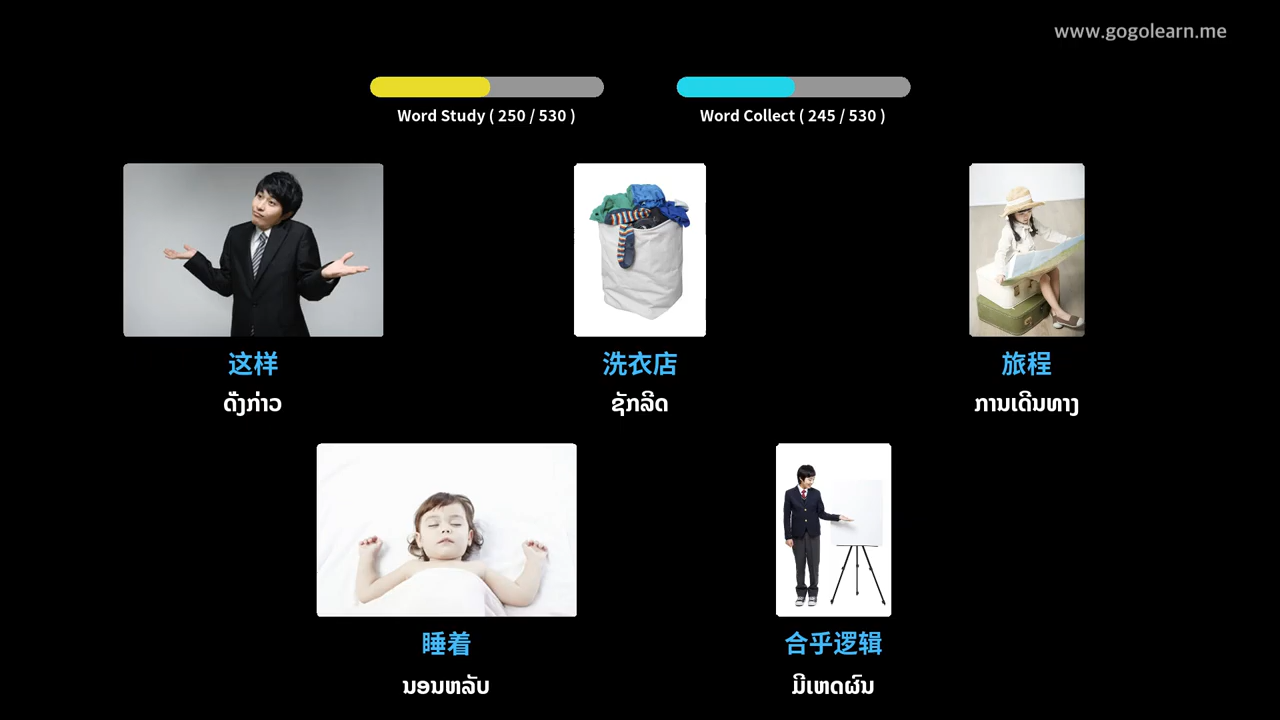 www.gogolearn.me
Word Study ( 250 / 530 )
Word Collect ( 245 / 530 )
这样
ດັ່ງກ່າວ
洗衣店
ຊັກລີດ
旅程
ການເດີນທາງ
睡着
ນອນຫລັບ
合乎逻辑
ມີເຫດຜົນ